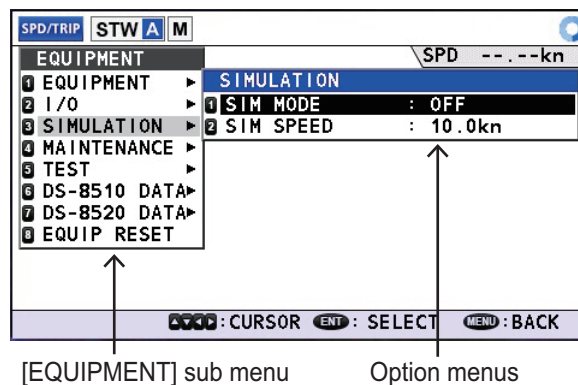 SPD/TRIP STW A M
EQUIPMENT
SPD --.--kn
1 EQUIPMENT ►
2 I/O ►
3 SIMULATION ►
4 MAINTENANCE ►
5 TEST ►
6 DS-8510 DATA►
7 DS-8520 DATA►
8 EQUIP RESET
SIMULATION
1 SIM MODE : OFF
2 SIM SPEED : 10.0kn
▲▼◄►: CURSOR ENT: SELECT MENU: BACK
[EQUIPMENT] sub menu
Option menus